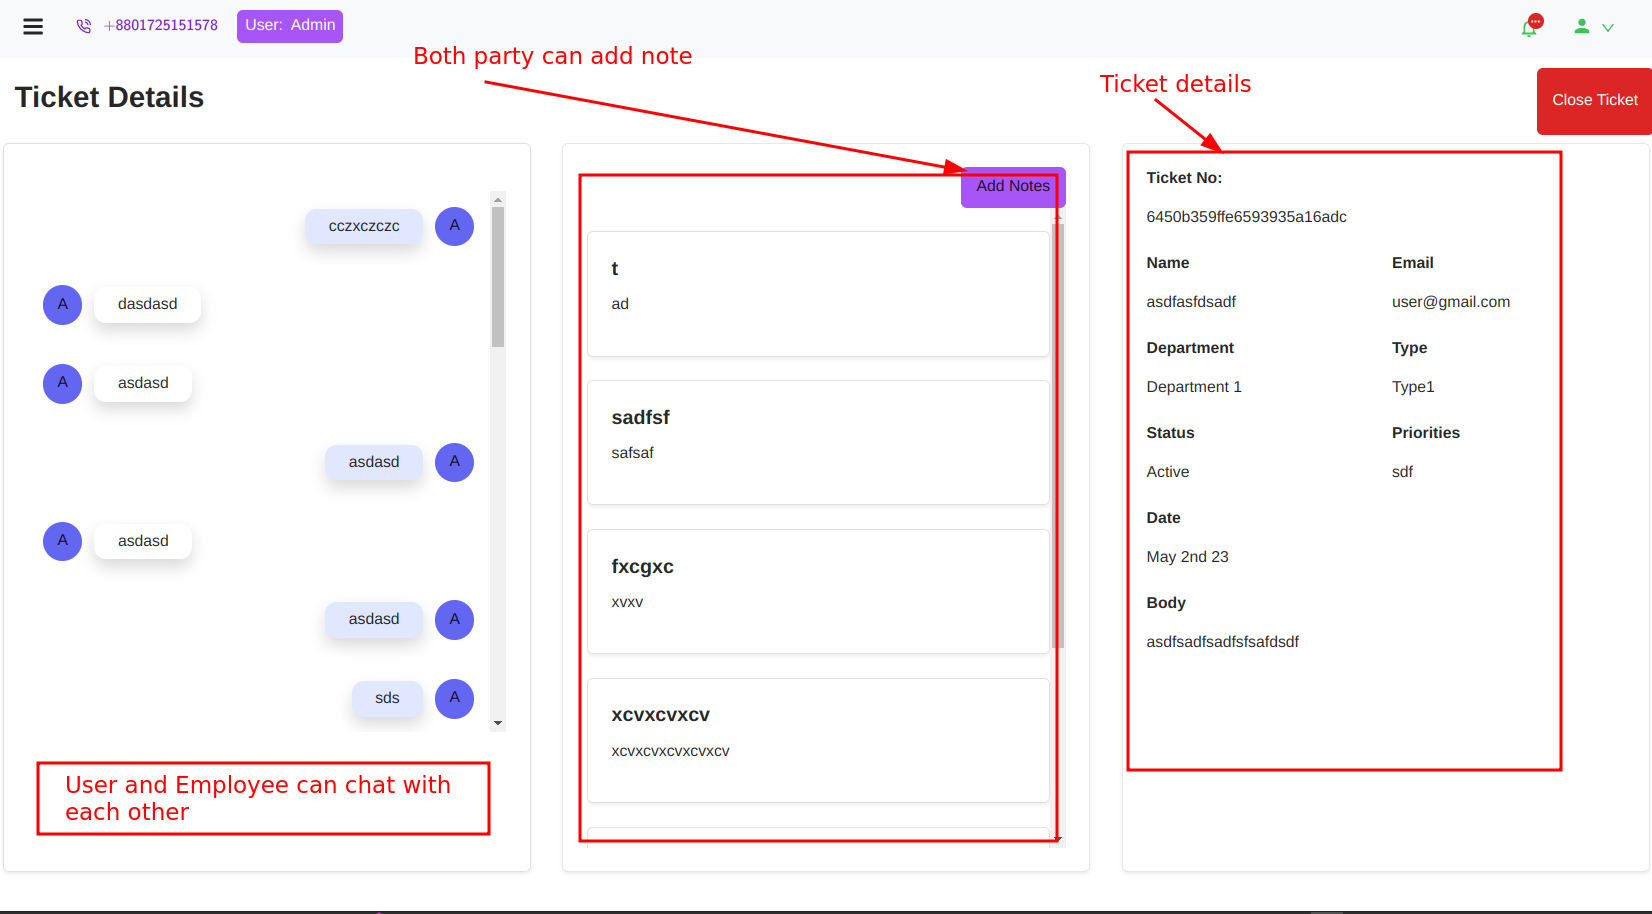 +8801725151578
User: Admin
Both party can add note
Ticket details
Ticket Details
Close Ticket
cczxczczc
A
A
dasdasd
A
asdasd
asdasd
A
A
asdasd
asdasd
A
sds
A
User and Employee can chat with
each other
Add Notes
t
ad
sadfsf
safsaf
fxcgxc
xvxv
xcvxcvxcv
xcvxcvxcvxcvxcv
Ticket No:
6450b359ffe6593935a16adc
Name
Email
asdfasfdsadf
user@gmail.com
Department
Type
Department 1
Type1
Status
Priorities
Active
sdf
Date
May 2nd 23
Body
asdfsadfsadfsfsafdsdf